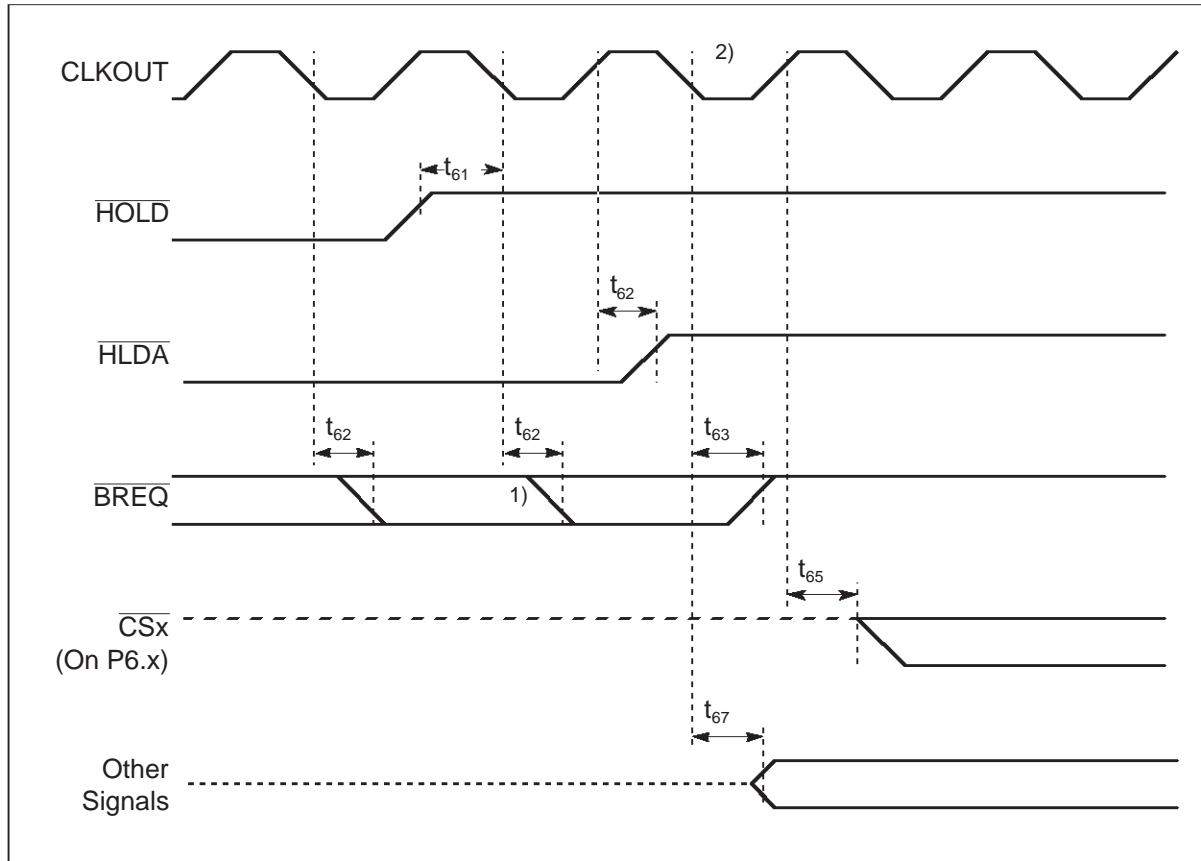 CLKOUT
2)
t61
HOLD
t62
HLDA
t62
t62
t63
BREQ
1)
t65
CSx
(On P6.x)
t67
Other
Signals